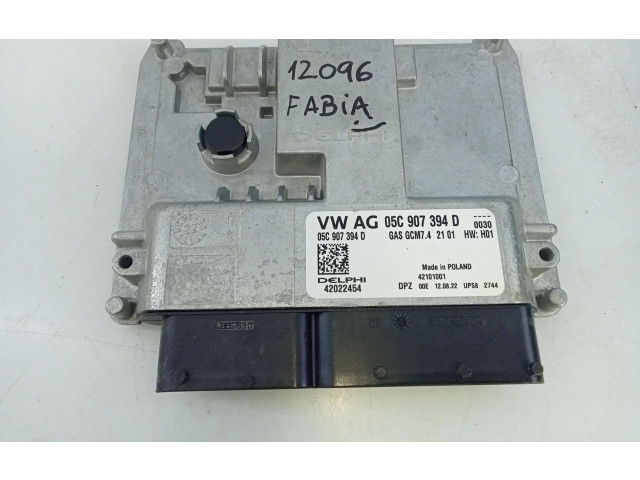 12096
FABiA
DELPHI
22
VW AG 05C 907 394 D 0030
05C 907 394 D GAS GCM7.4 21 01 HW: H01
Made in POLAND
DELPHI 42101001
42022454 DPZ 00E 12.08.22 UPS8 2744